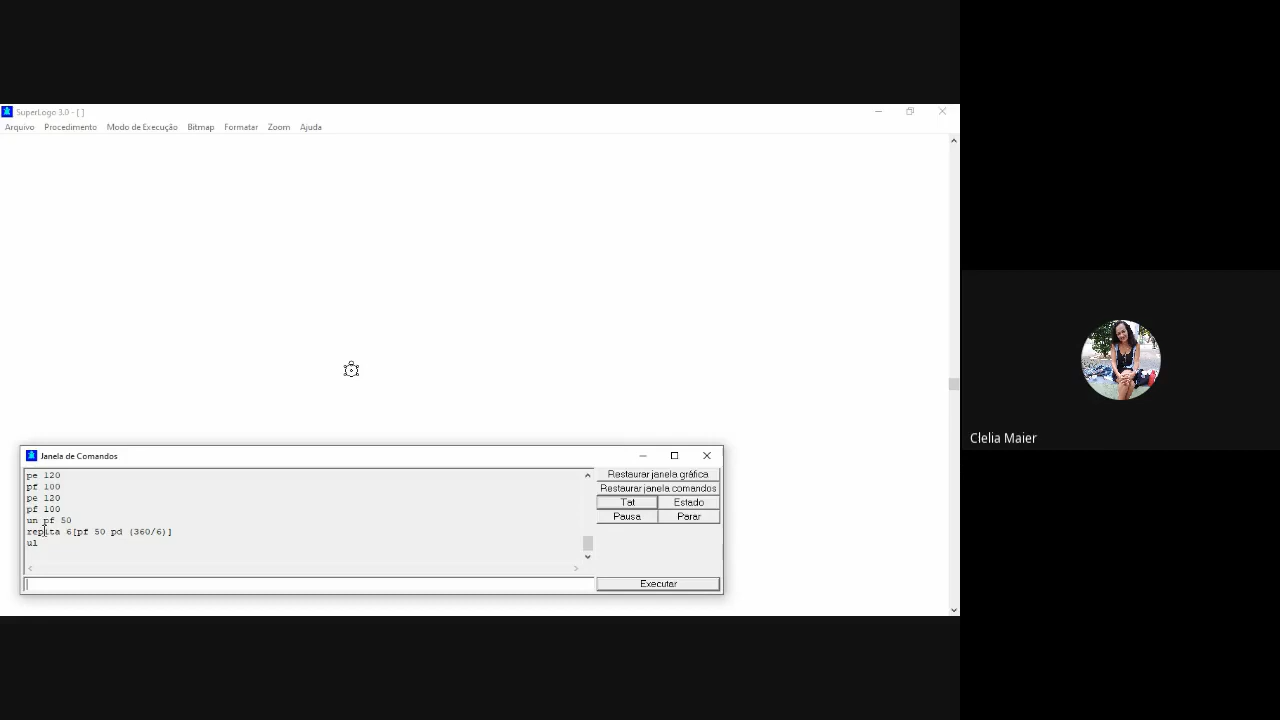 SuperLogo 3.0 - [ ]
Arquivo Procedimento Modo de Execução Bitmap Formatar Zoom Ajuda
Janela de Comandos
pe 120
pf 100
pe 120
pf 100
un pf 50
repita 6[pf 50 pd (360/6)]
ul
Restaurar janela gráfica
Restaurar janela comandos
Tat Estado
Pausa Parar
Executar
Clelia Maier